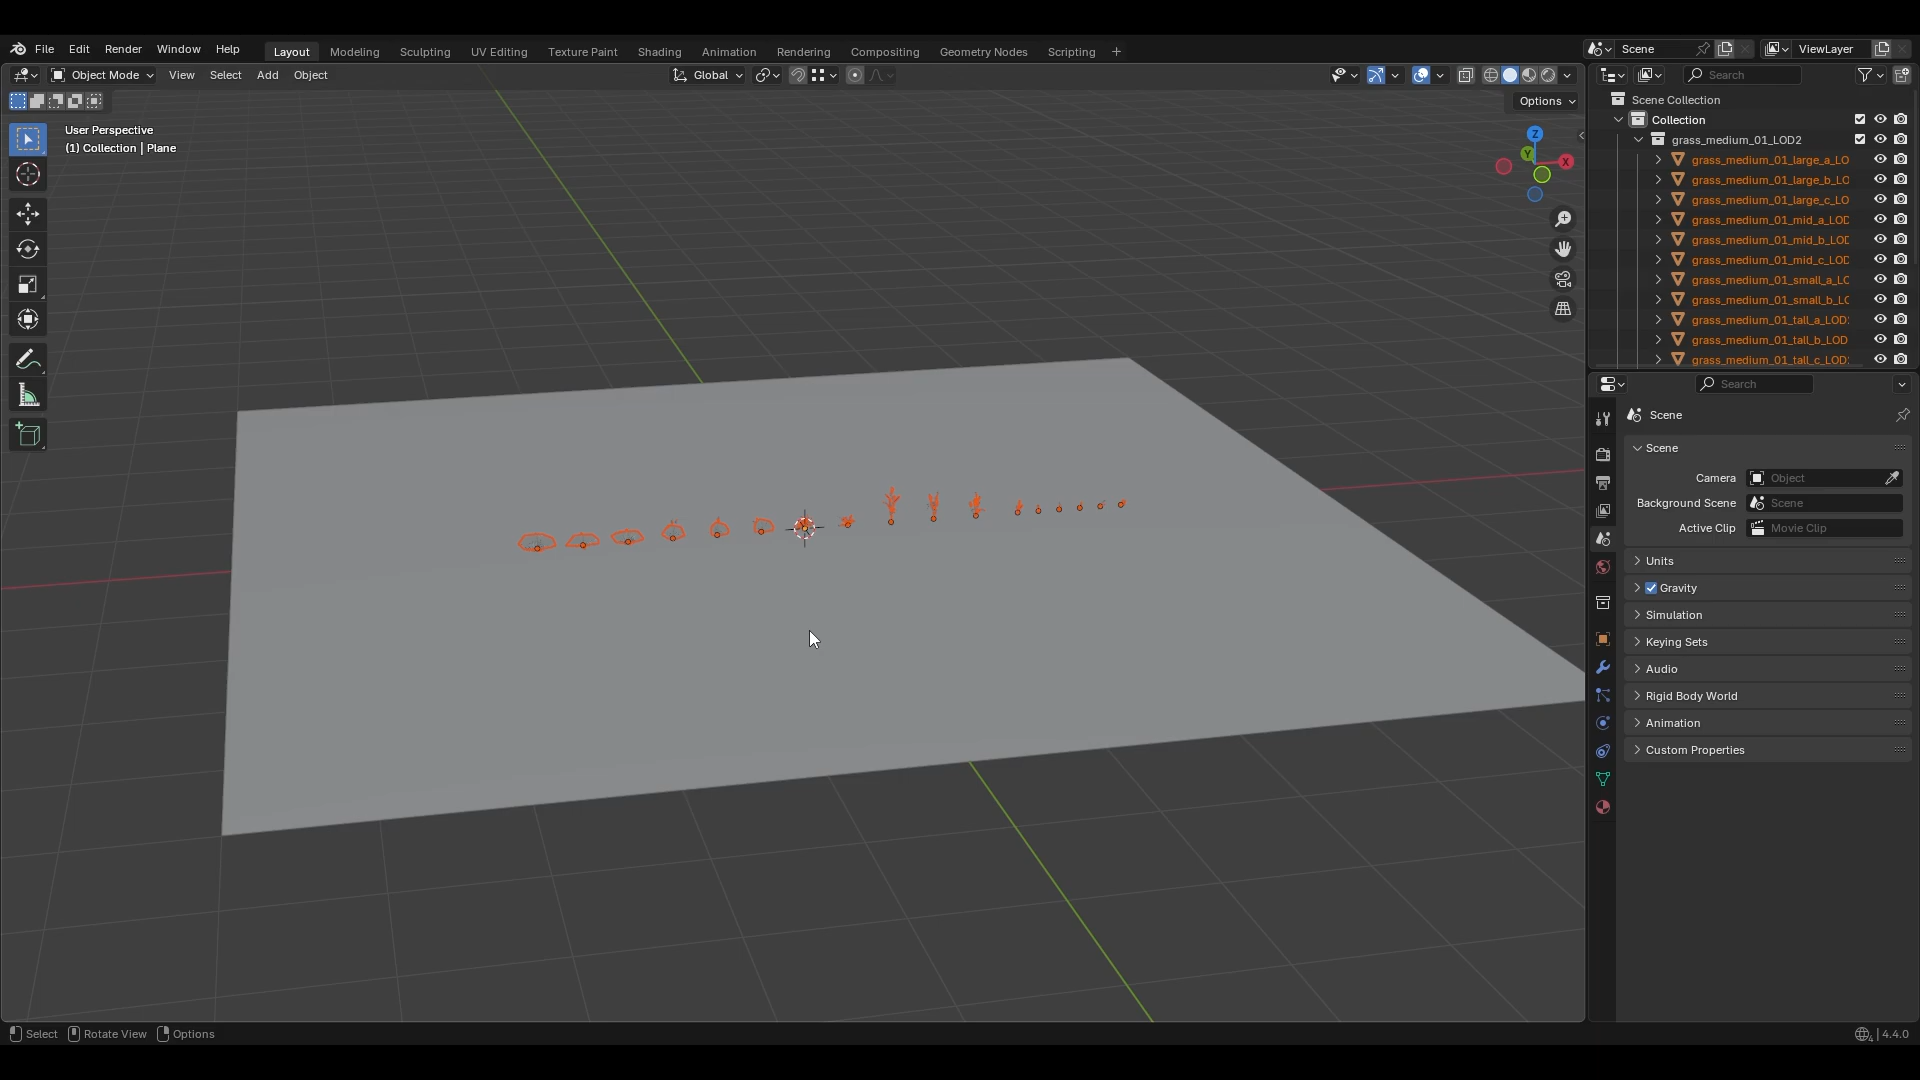 File Edit Render Window Help Layout Modeling Sculpting UV Editing Texture Paint Shading Animation Rendering Compositing Geometry Nodes Scripting + Scene ViewLayer
Object Mode View Select Add Object Global Search
Options
User Perspective
(1) Collection | Plane
Z
Y
X
Scene Collection
Collection
grass_medium_01_LOD2
grass_medium_01_large_a_LO
grass_medium_01_large_b_LO
grass_medium_01_large_c_LO
grass_medium_01_mid_a_LOD
grass_medium_01_mid_b_LOD
grass_medium_01_mid_c_LOD
grass_medium_01_small_a_LO
grass_medium_01_small_b_LO
grass_medium_01_tall_a_LOD
grass_medium_01_tall_b_LOD
grass_medium_01_tall_c_LOD
Search
Scene
Scene
Camera Object
Background Scene Scene
Active Clip Movie Clip
Units
Gravity
Simulation
Keying Sets
Audio
Rigid Body World
Animation
Custom Properties
Select Rotate View Options 4.4.0